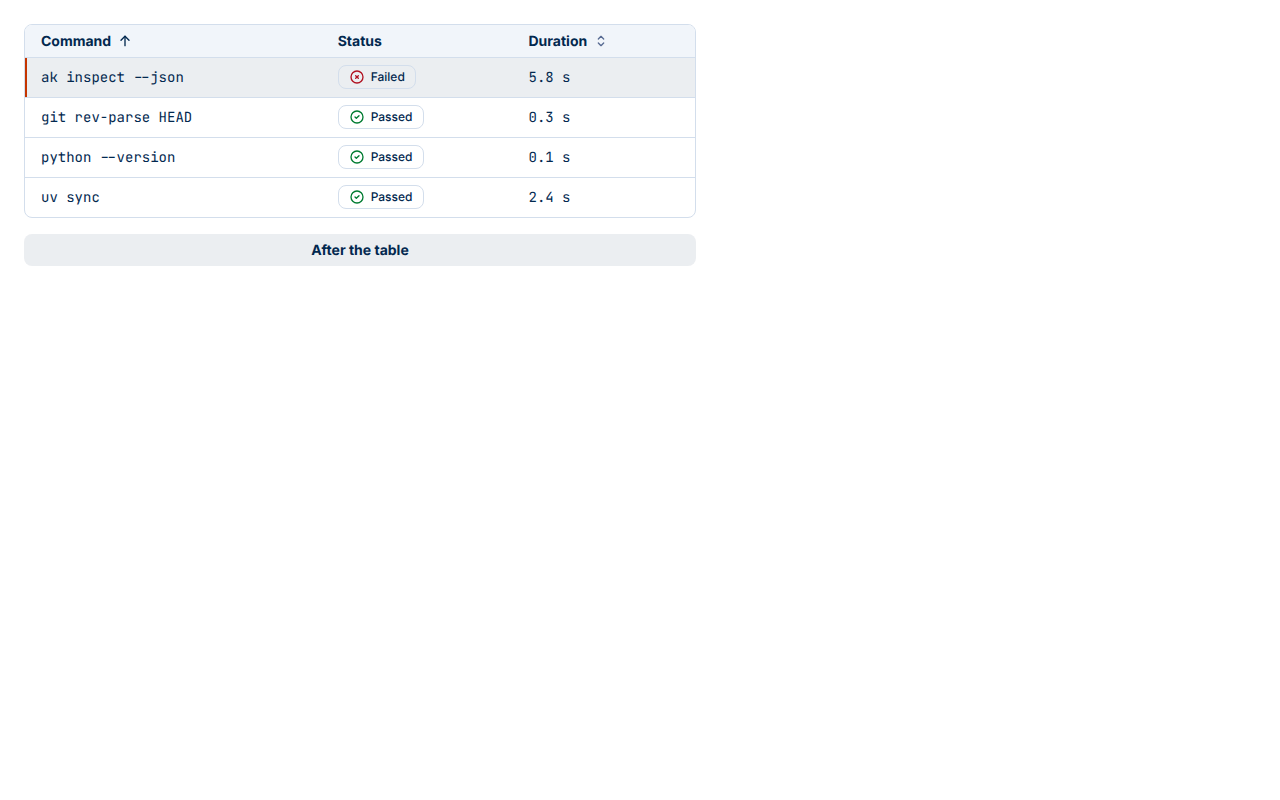 Command Status Duration
ak inspect --json Failed 5.8 s
git rev-parse HEAD Passed 0.3 s
python --version Passed 0.1 s
uv sync Passed 2.4 s
After the table